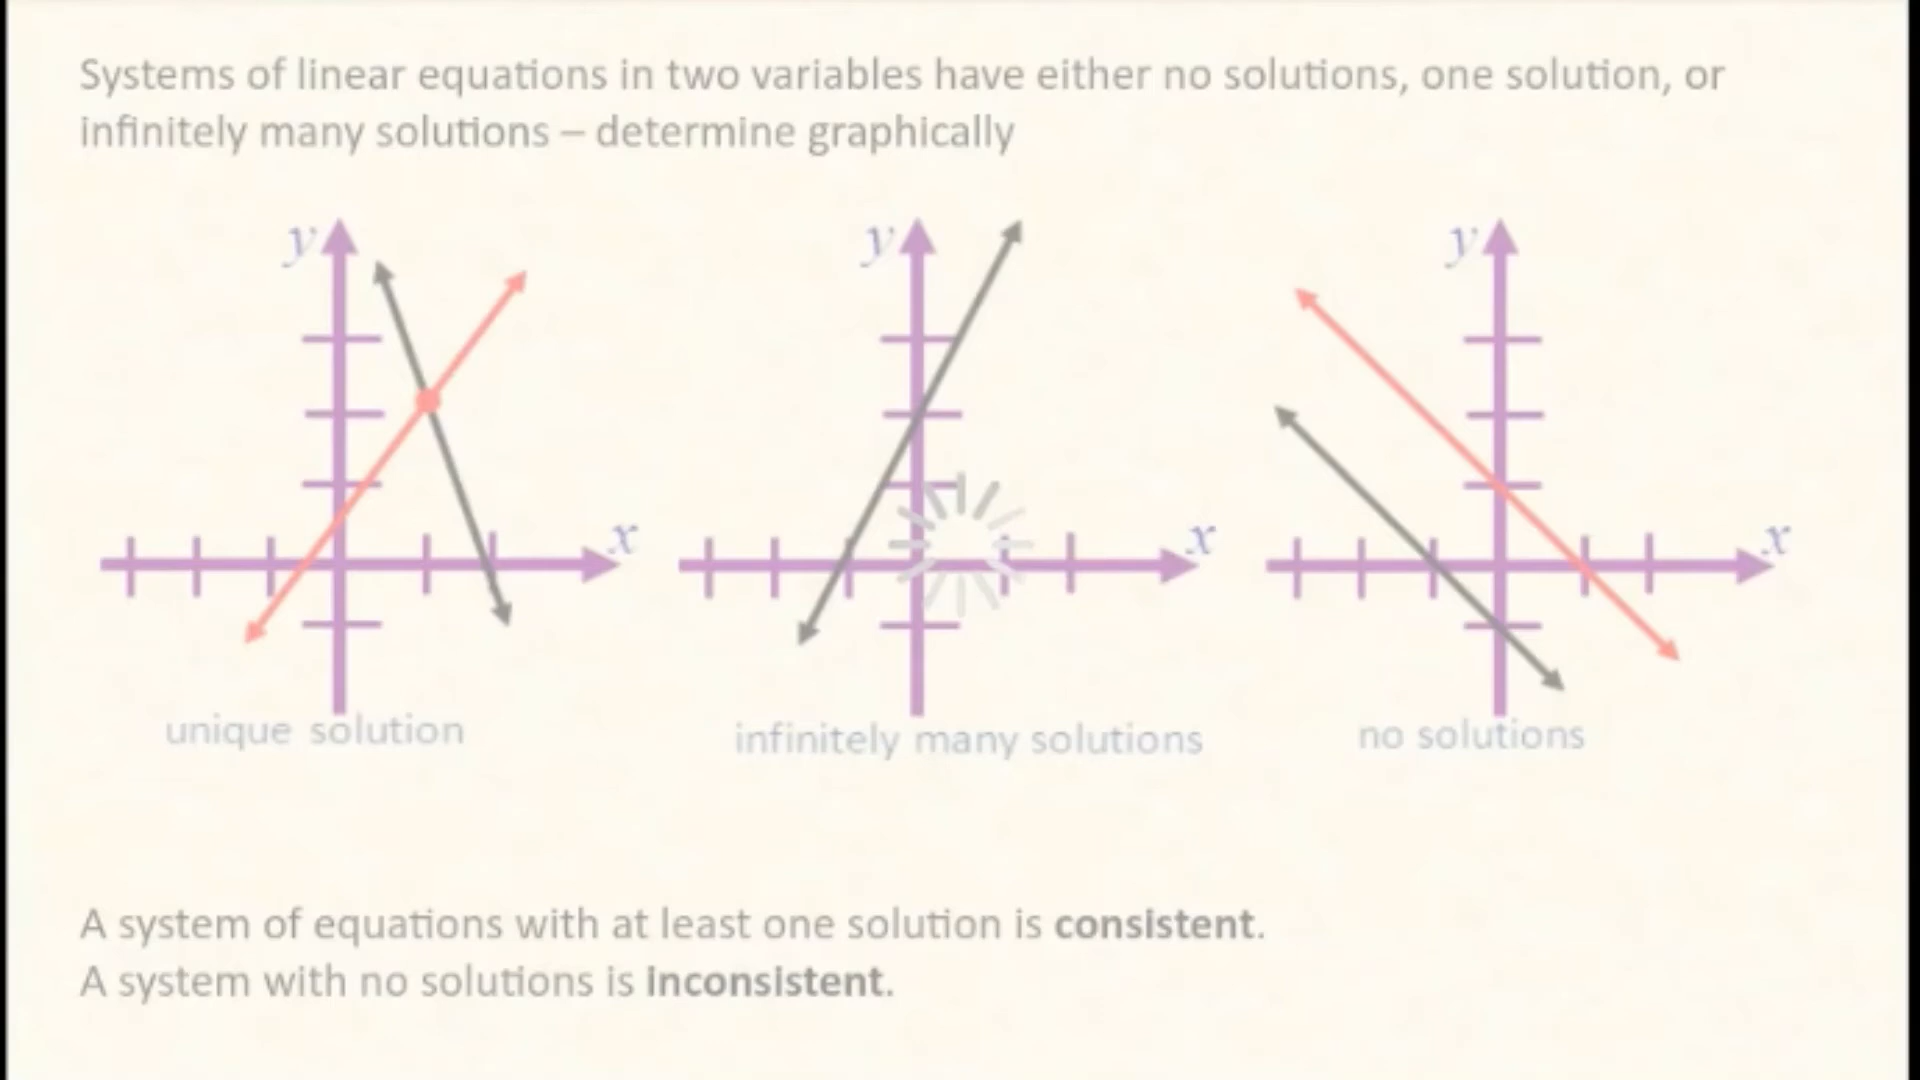 Systems of linear equations in two variables have either no solutions, one solution, or
infinitely many solutions – determine graphically
y
y
y
x
x
x
unique solution
infinitely many solutions
no solutions
A system of equations with at least one solution is consistent.
A system with no solutions is inconsistent.